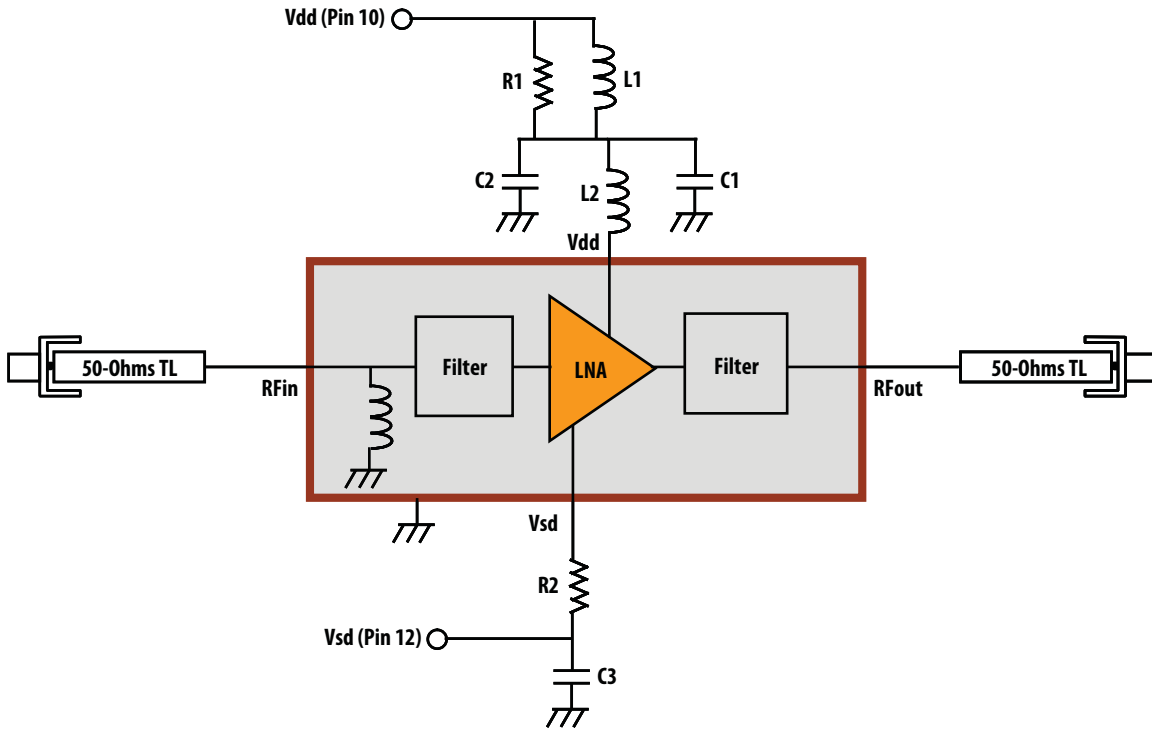 Vdd (Pin 10)
R1
L1
C2
L2
C1
Vdd
50-Ohms TL
RFin
Filter
LNA
Filter
RFout
50-Ohms TL
Vsd
R2
Vsd (Pin 12)
C3